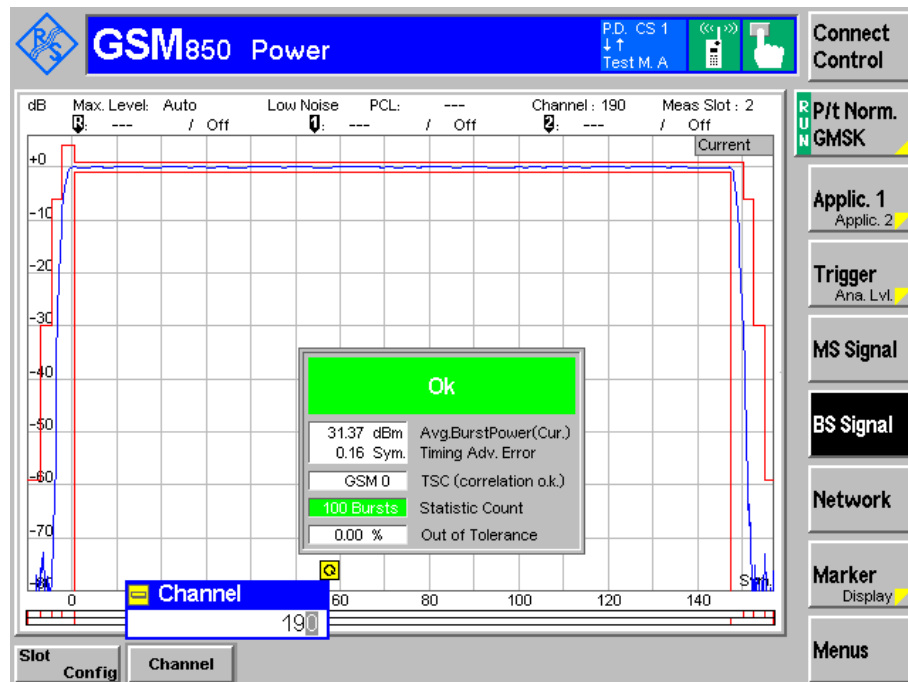 R&S
GSM850 Power
P.D. CS 1
Test M. A
Connect
Control
dB Max. Level: Auto Low Noise PCL: --- Channel : 190 Meas Slot : 2
R: --- / Off 1: --- / Off 2: --- / Off
Current
RUN
P/t Norm.
GMSK
+0
-10
-20
-30
-40
-50
-60
-70
Applic. 1
Applic. 2
Trigger
Ana. Lvl.
MS Signal
BS Signal
Network
Marker
Display
Menus
Ok
31.37 dBm Avg.BurstPower(Cur.)
0.16 Sym. Timing Adv. Error
GSM 0 TSC (correlation o.k.)
100 Bursts Statistic Count
0.00 % Out of Tolerance
Sym.
0 60 80 100 120 140
Channel
190
Slot
Config
Channel